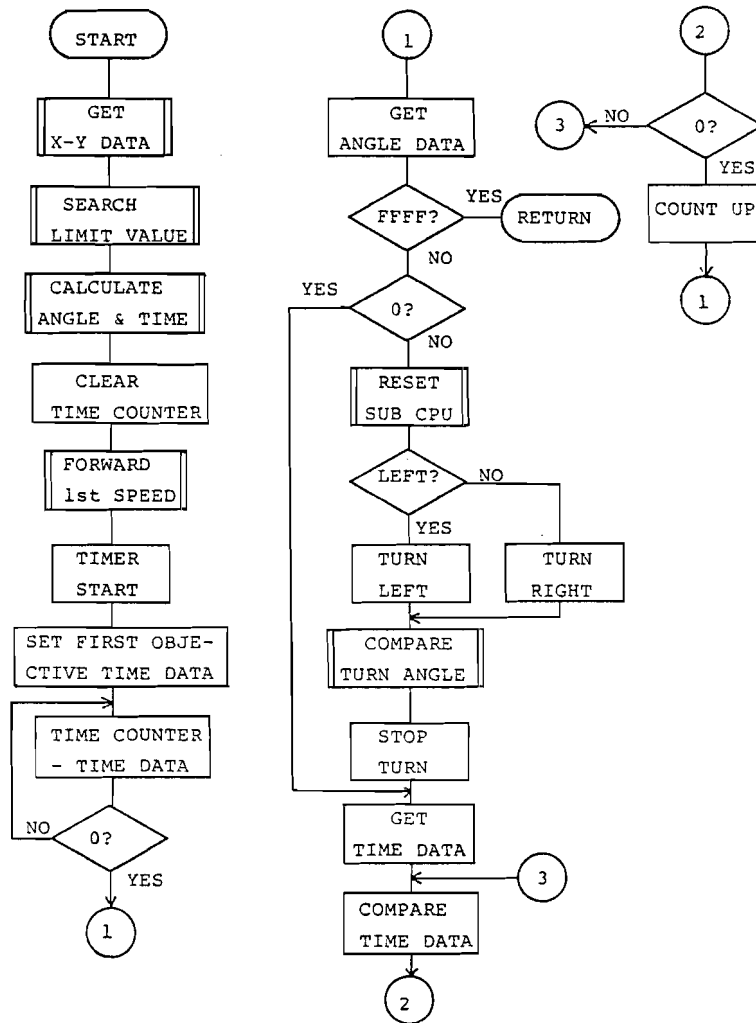 START
GET
X-Y DATA
SEARCH
LIMIT VALUE
CALCULATE
ANGLE & TIME
CLEAR
TIME COUNTER
FORWARD
1st SPEED
TIMER
START
SET FIRST OBJE-
CTIVE TIME DATA
TIME COUNTER
- TIME DATA
NO
0?
YES
1
1
GET
ANGLE DATA
FFFF?
YES
RETURN
NO
YES
0?
NO
RESET
SUB CPU
LEFT?
NO
YES
TURN
LEFT
TURN
RIGHT
COMPARE
TURN ANGLE
STOP
TURN
GET
TIME DATA
3
COMPARE
TIME DATA
2
2
3
NO
0?
YES
COUNT UP
1